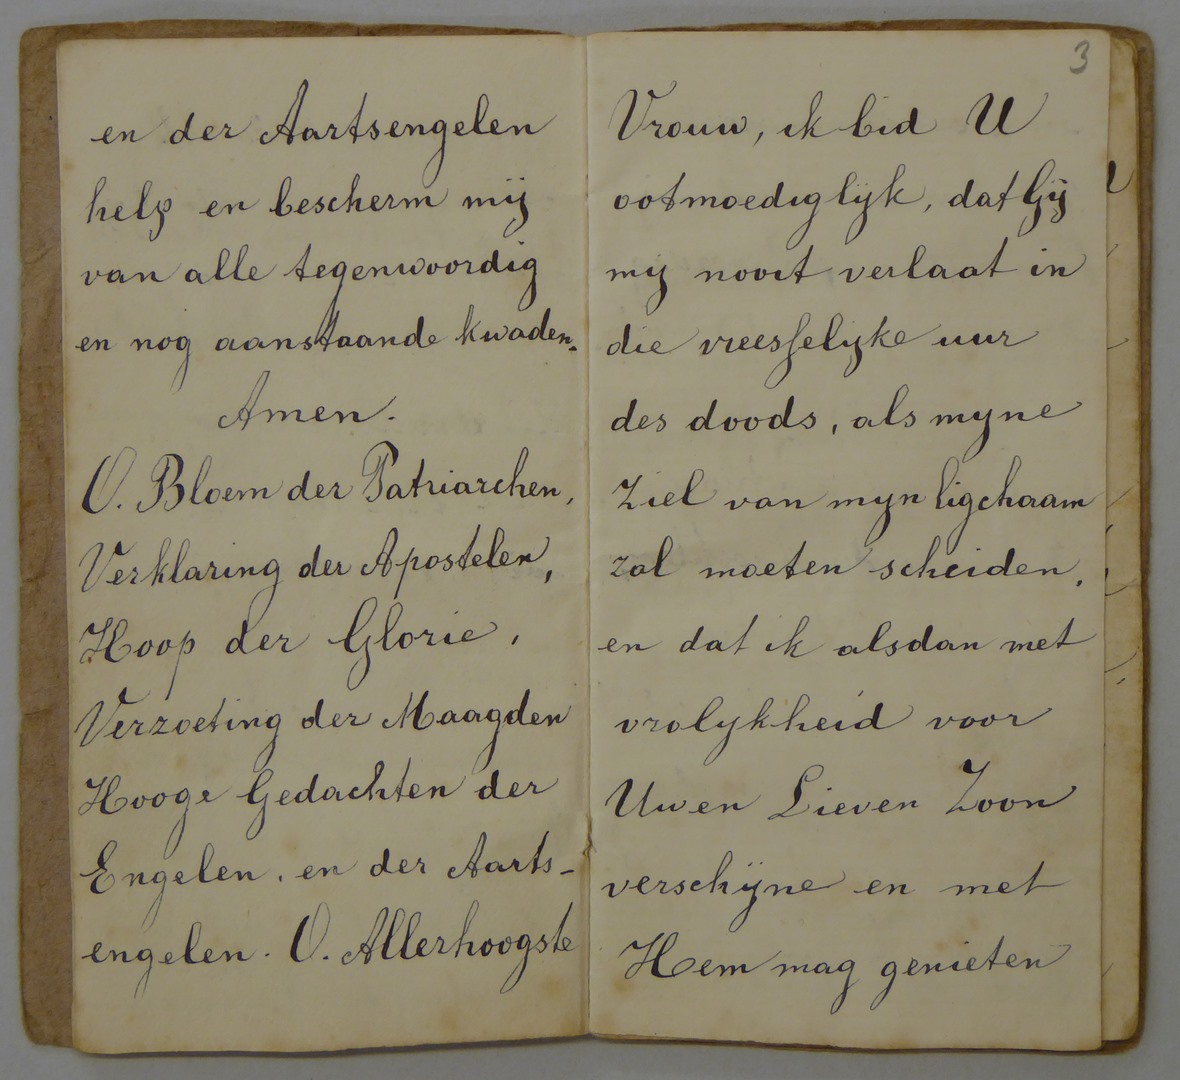 en der Aartsengelen
help en bescherm mij
van alle tegenwoordig
en nog aanstaande kwaden.
Amen.
O. Bloem der Patriarchen,
Verklaring der Apostelen,
Hoop der Glorie,
Verzoeting der Maagden
Hooge Gedachten der
Engelen, en der Aarts-
engelen. O. Allerhoogste
3
Vrouw, ik bid U
ootmoediglijk, dat Gij
mij nooit verlaat in
die vreesselijke uur
des doods, als mijne
Ziel van mijn ligchaam
zal moeten scheiden,
en dat ik alsdan met
vrolijkheid voor
Uwen Lieven Zoon
verschijne en met
Hem mag genieten